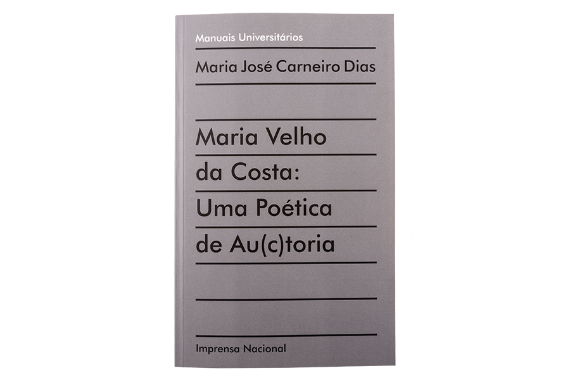 Manuais Universitários
Maria José Carneiro Dias
Maria Velho
da Costa:
Uma Poética
de Au(c)toria
Imprensa Nacional